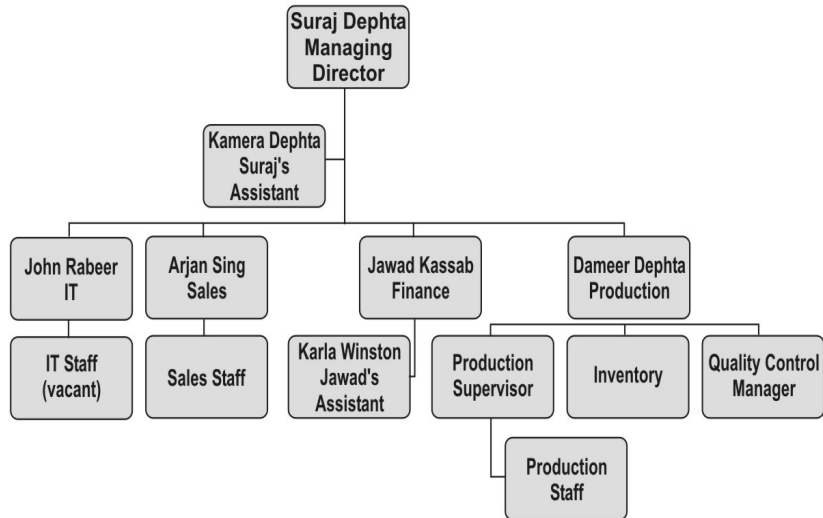 Suraj Dephta
Managing
Director
Kamera Dephta
Suraj's
Assistant
John Rabeer
IT
Arjan Sing
Sales
Jawad Kassab
Finance
Dameer Dephta
Production
IT Staff
(vacant)
Sales Staff
Karla Winston
Jawad's
Assistant
Production
Supervisor
Inventory
Quality Control
Manager
Production
Staff